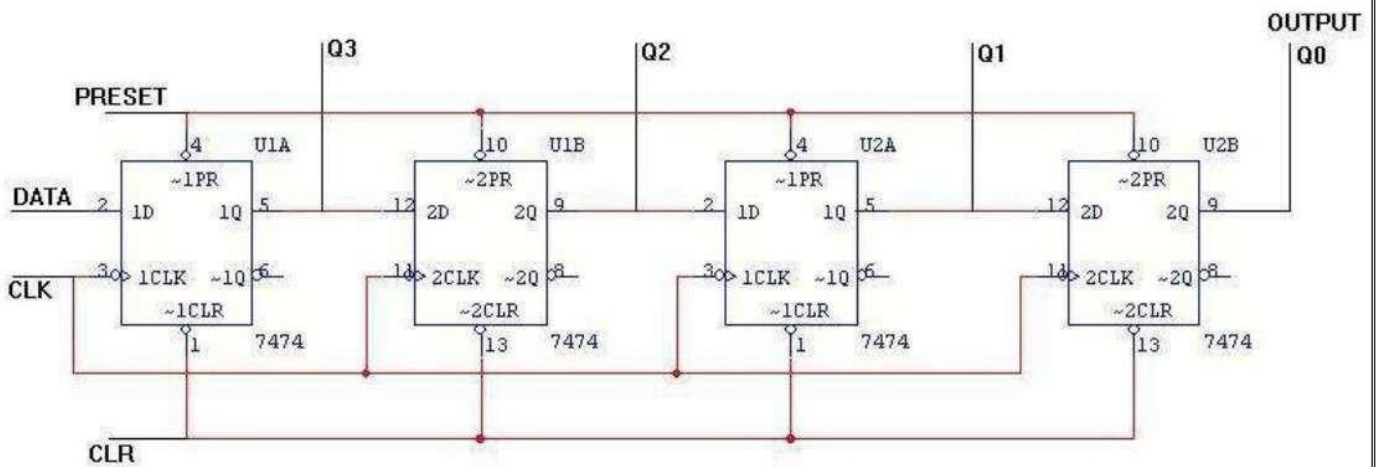 OUTPUT
Q3 Q2 Q1 Q0
PRESET
4 U1A 10 U1B 4 U2A 10 U2B
~1PR ~2PR ~1PR ~2PR
DATA 2 1D 1Q 5 12 2D 2Q 9 2 1D 1Q 5 12 2D 2Q 9
CLK 3 1CLK ~1Q 6 11 2CLK ~2Q 8 3 1CLK ~1Q 6 11 2CLK ~2Q 8
~1CLR ~2CLR ~1CLR ~2CLR
1 7474 13 7474 1 7474 13 7474
CLR